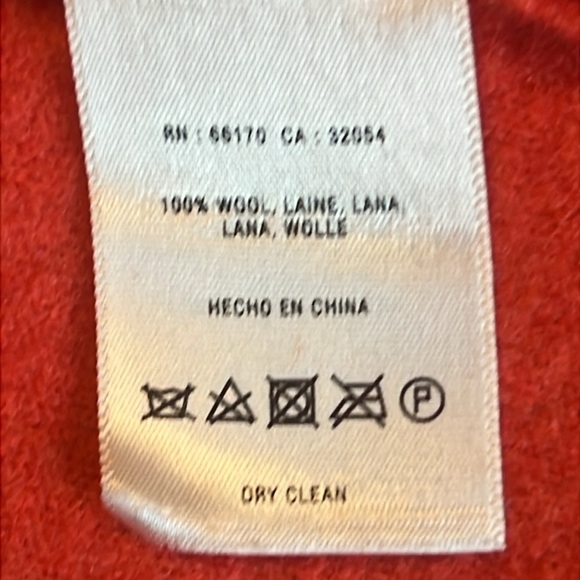 RN : 66170 CA : 32054
100% WOOL, LAINE, LANA,
LANA, WOLLE
HECHO EN CHINA
P
DRY CLEAN